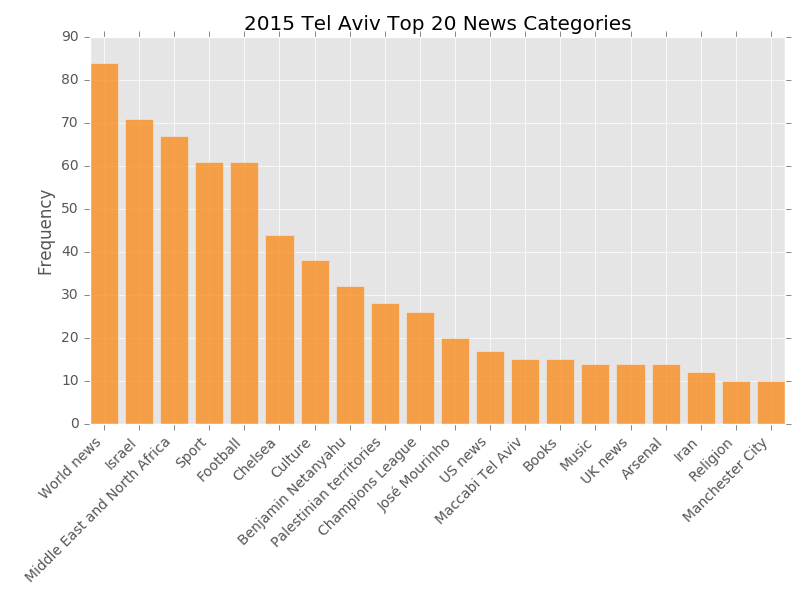 2015 Tel Aviv Top 20 News Categories
90
80
70
60
50
40
30
20
10
0
Frequency
World news
Israel
Middle East and North Africa
Sport
Football
Chelsea
Culture
Benjamin Netanyahu
Palestinian territories
Champions League
José Mourinho
US news
Maccabi Tel Aviv
Books
Music
UK news
Arsenal
Iran
Religion
Manchester City